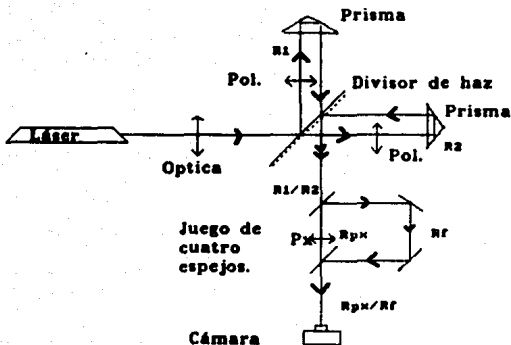 Prisma
R1
Pol.
Divisor de haz
Prisma
Láser
R2
Optica
Pol.
R1/R2
Juego de
cuatro
espejos.
Px
Rpx
Rf
Rpx/Rf
Cámara